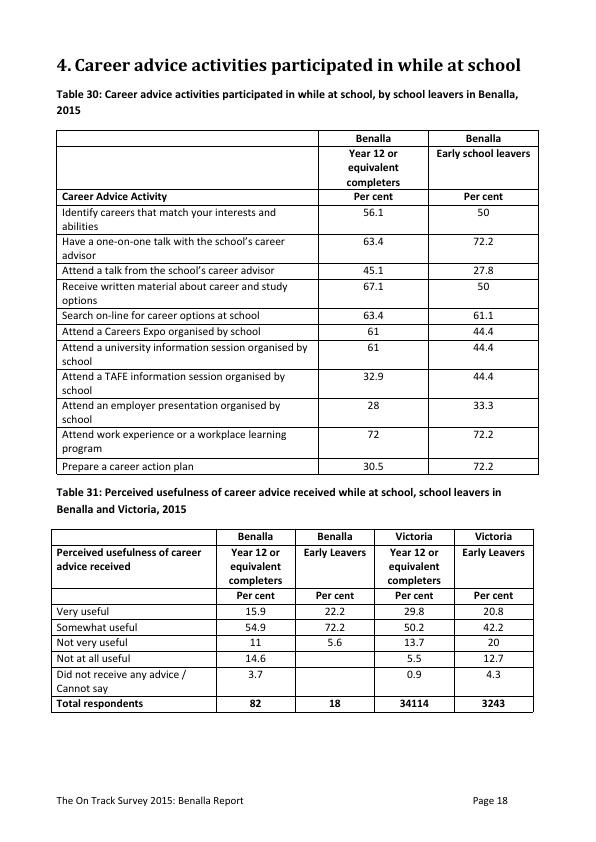 4. Career advice activities participated in while at school
Table 30: Career advice activities participated in while at school, by school leavers in Benalla,
2015
Benalla Benalla
Year 12 or Early school leavers
equivalent
completers
Career Advice Activity Per cent Per cent
Identify careers that match your interests and 56.1 50
abilities
Have a one-on-one talk with the school's career 63.4 72.2
advisor
Attend a talk from the school's career advisor 45.1 27.8
Receive written material about career and study 67.1 50
options
Search on-line for career options at school 63.4 61.1
Attend a Careers Expo organised by school 61 44.4
Attend a university information session organised by 61 44.4
school
Attend a TAFE information session organised by 32.9 44.4
school
Attend an employer presentation organised by 28 33.3
school
Attend work experience or a workplace learning 72 72.2
program
Prepare a career action plan 30.5 72.2
Table 31: Perceived usefulness of career advice received while at school, school leavers in
Benalla and Victoria, 2015
Benalla Benalla Victoria Victoria
Perceived usefulness of career Year 12 or Early Leavers Year 12 or Early Leavers
advice received equivalent equivalent
completers completers
Per cent Per cent Per cent Per cent
Very useful 15.9 22.2 29.8 20.8
Somewhat useful 54.9 72.2 50.2 42.2
Not very useful 11 5.6 13.7 20
Not at all useful 14.6 5.5 12.7
Did not receive any advice / 3.7 0.9 4.3
Cannot say
Total respondents 82 18 34114 3243
The On Track Survey 2015: Benalla Report Page 18